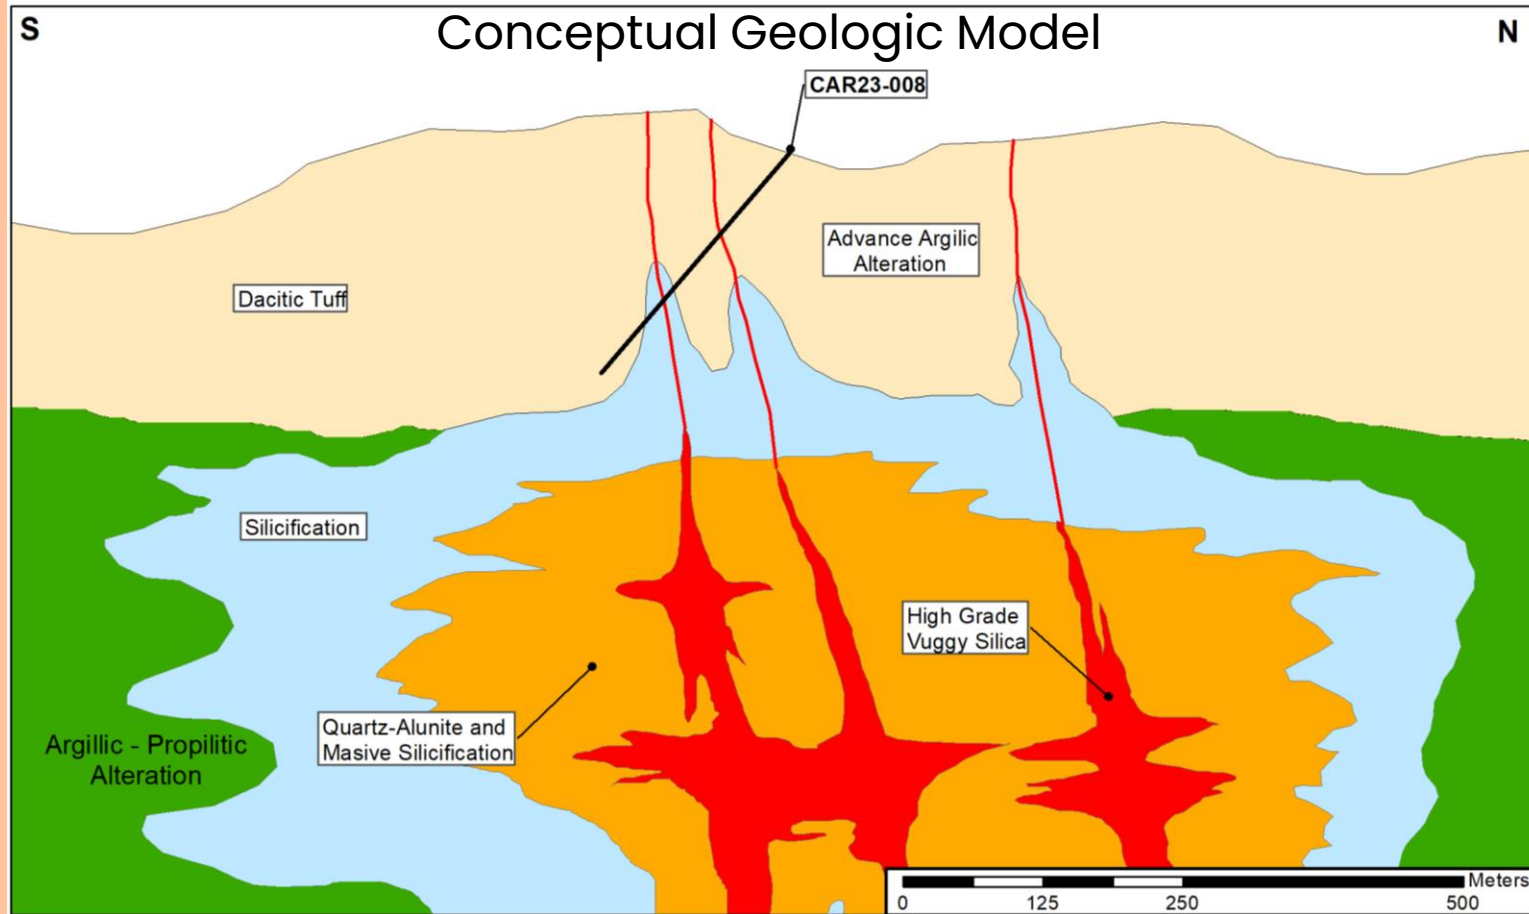 Conceptual Geologic Model
S
N
CAR23-008
Advance Argilic
Alteration
Dacitic Tuff
Silicification
High Grade
Vuggy Silica
Quartz-Alunite and
Masive Silicification
Argillic - Propilitic
Alteration
Meters
0 125 250 500